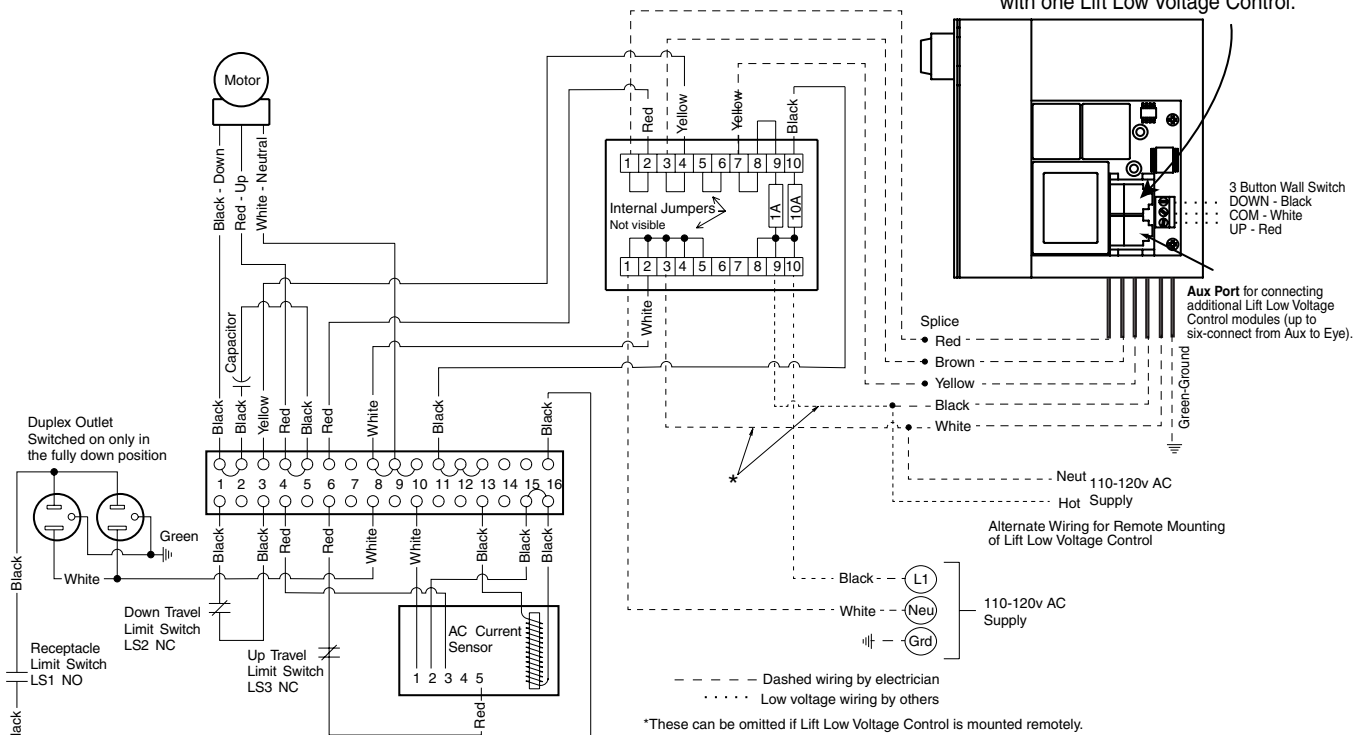 with one Lift Low Voltage Control.
Motor
Black - Down
Red - Up
White - Neutral
Red
Yellow
Yellow
Black
1 2 3 4 5 6 7 8 9 10
Internal Jumpers
Not visible
1A
10A
1 2 3 4 5 6 7 8 9 10
White
3 Button Wall Switch
DOWN - Black
COM - White
UP - Red
Aux Port for connecting
additional Lift Low Voltage
Control modules (up to
six-connect from Aux to Eye).
Splice
Red
Brown
Yellow
Black
White
Green-Ground
Capacitor
Black
Black
Yellow
Red
Black
Red
White
Black
Black
Duplex Outlet
Switched on only in
the fully down position
1 2 3 4 5 6 7 8 9 10 11 12 13 14 15 16
*
Neut
Hot
110-120v AC
Supply
Alternate Wiring for Remote Mounting
of Lift Low Voltage Control
Green
Black
White
Black
Black
Red
Red
White
White
Black
Black
Black
Down Travel
Limit Switch
LS2 NC
Receptacle
Limit Switch
LS1 NO
Up Travel
Limit Switch
LS3 NC
AC Current
Sensor
1 2 3 4 5
Red
Black
Black L1
White Neu
Grd
110-120v AC
Supply
Dashed wiring by electrician
Low voltage wiring by others
*These can be omitted if Lift Low Voltage Control is mounted remotely.